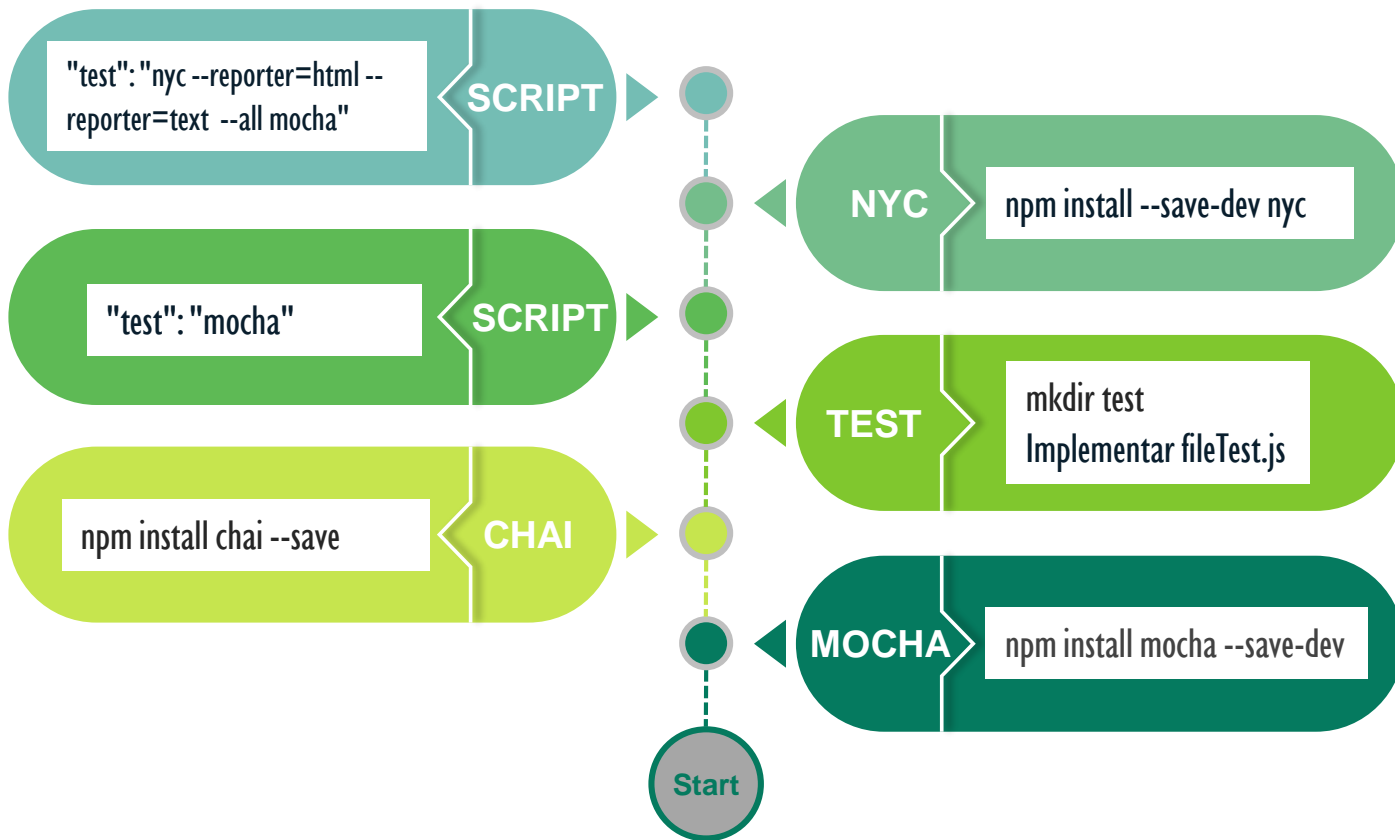 "test": "nyc --reporter=html --
reporter=text --all mocha"
SCRIPT
NYC
npm install --save-dev nyc
"test": "mocha"
SCRIPT
TEST
mkdir test
Implementar fileTest.js
npm install chai --save
CHAI
MOCHA
npm install mocha --save-dev
Start